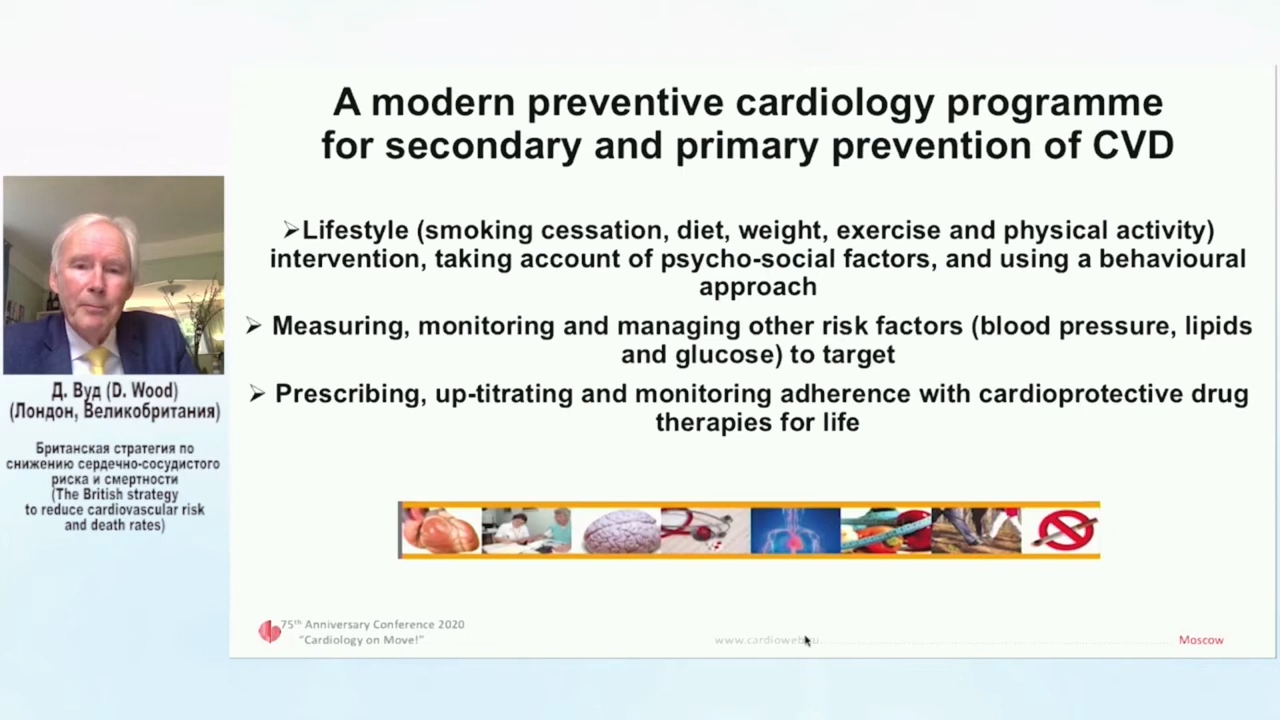 A modern preventive cardiology programme
for secondary and primary prevention of CVD
➢Lifestyle (smoking cessation, diet, weight, exercise and physical activity)
intervention, taking account of psycho-social factors, and using a behavioural
approach
➢ Measuring, monitoring and managing other risk factors (blood pressure, lipids
and glucose) to target
➢ Prescribing, up-titrating and monitoring adherence with cardioprotective drug
therapies for life
Д. Вуд (D. Wood)
(Лондон, Великобритания)
Британская стратегия по
снижению сердечно-сосудистого
риска и смертности
(The British strategy
to reduce cardiovascular risk
and death rates)
75th Anniversary Conference 2020
“Cardiology on Move!”
Moscow